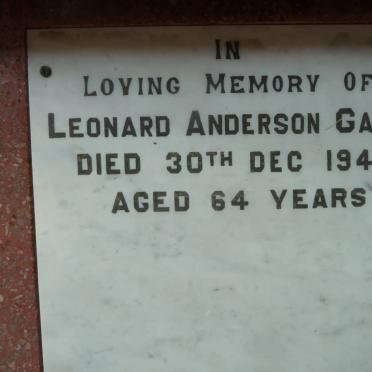 IN
LOVING MEMORY OF
LEONARD ANDERSON GA
DIED 30TH DEC 194
AGED 64 YEARS